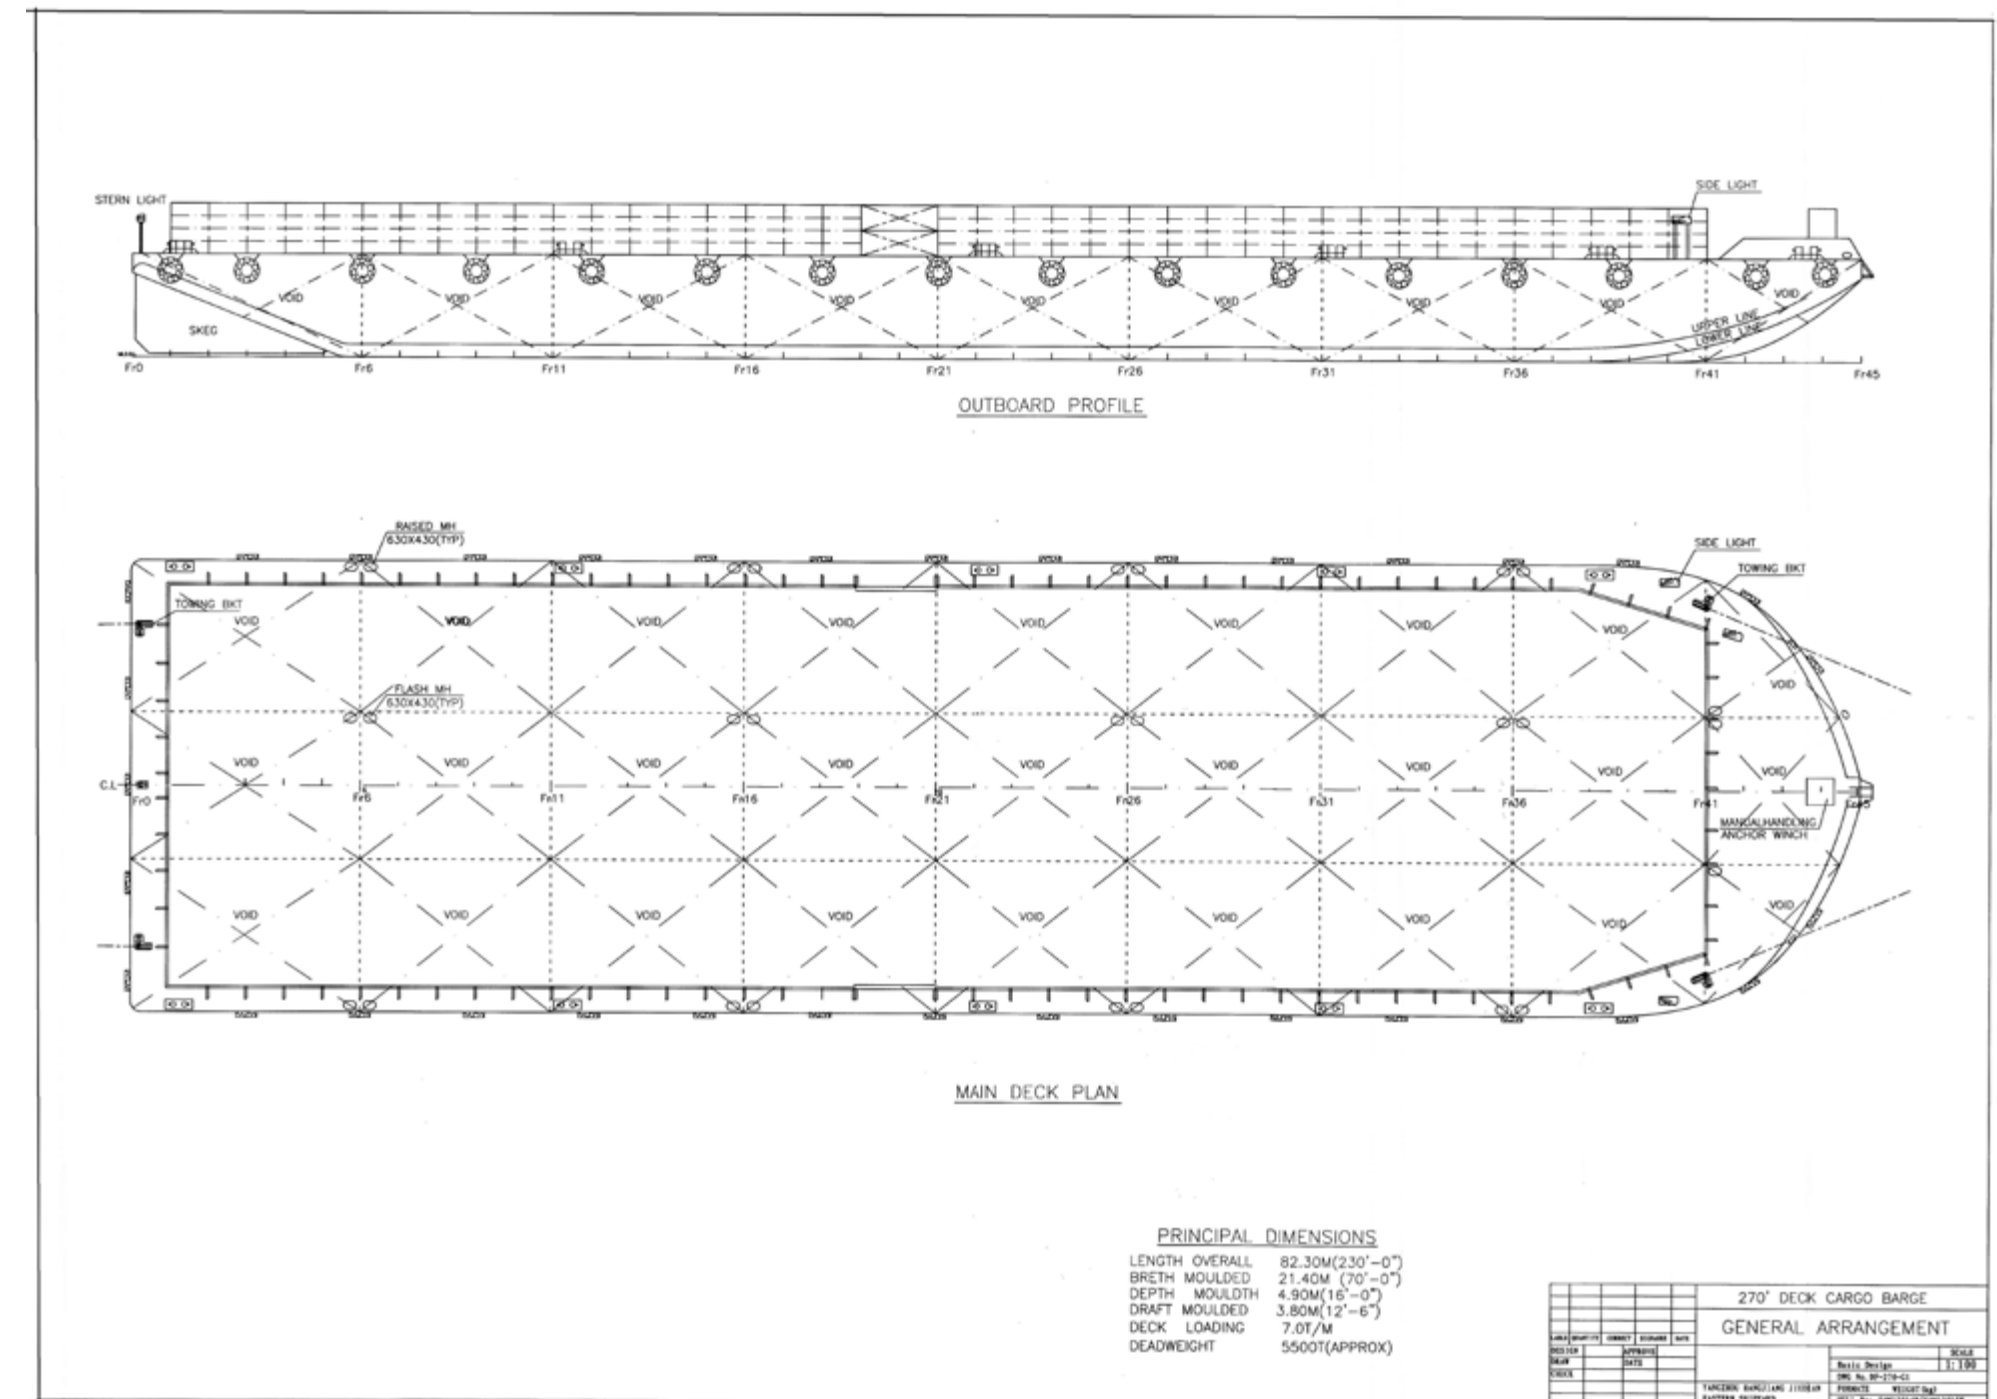 STERN LIGHT
SIDE LIGHT
VOID
VOID
VOID
VOID
VOID
VOID
VOID
VOID
VOID
SKEG
UPPER LINE
LOWER LINE
Fr0
Fr6
Fr11
Fr16
Fr21
Fr26
Fr31
Fr36
Fr41
Fr45
OUTBOARD PROFILE
RAISED MH
630X430(TYP)
SIDE LIGHT
TOWING BKT
TOWING BKT
VOID
VOID
VOID
VOID
VOID
VOID
VOID
VOID
VOID
FLASH MH
630X430(TYP)
VOID
VOID
VOID
VOID
VOID
VOID
VOID
VOID
VOID
C.L
Fr0
Fr6
Fr11
Fr16
Fr21
Fr26
Fr31
Fr36
Fr41
Fr45
MANUALHANDLING
ANCHOR WINCH
VOID
VOID
VOID
VOID
VOID
VOID
VOID
VOID
VOID
MAIN DECK PLAN
PRINCIPAL DIMENSIONS
LENGTH OVERALL 82.30M(230'-0")
BRETH MOULDED 21.40M (70'-0")
DEPTH MOULDTH 4.90M(16'-0")
DRAFT MOULDED 3.80M(12'-6")
DECK LOADING 7.0T/M
DEADWEIGHT 5500T(APPROX)
270' DECK CARGO BARGE
GENERAL ARRANGEMENT
DESIGN APPROVE SCALE
DRAW DATE Basic Design 1:100
CHECK